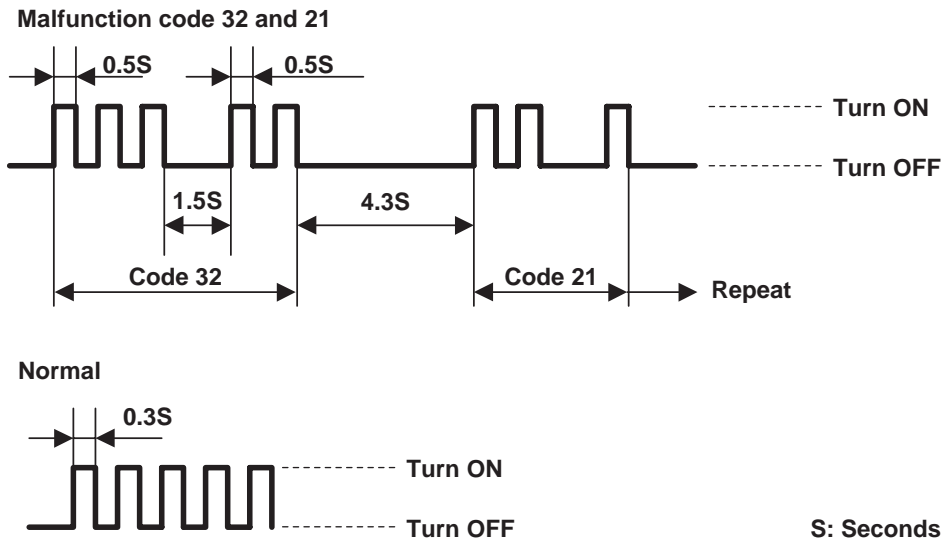 Malfunction code 32 and 21
0.5S
0.5S
Turn ON
Turn OFF
1.5S
4.3S
Code 32
Code 21
Repeat
Normal
0.3S
Turn ON
Turn OFF
S: Seconds